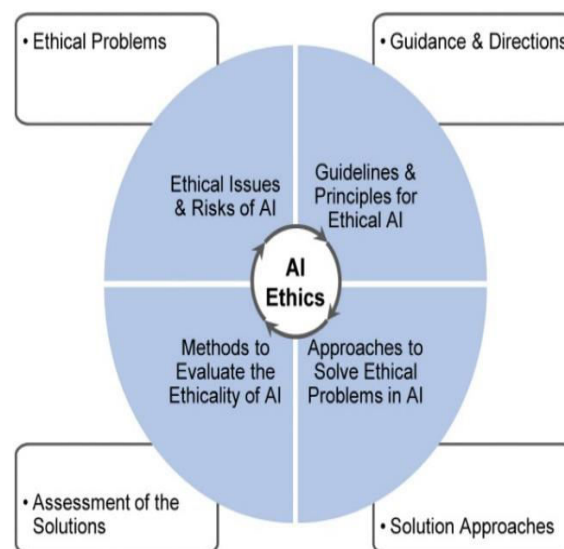 • Ethical Problems
• Guidance & Directions
Ethical Issues
& Risks of AI
Guidelines &
Principles for
Ethical AI
AI
Ethics
Methods to
Evaluate the
Ethicality of AI
Approaches to
Solve Ethical
Problems in AI
• Assessment of the
Solutions
• Solution Approaches